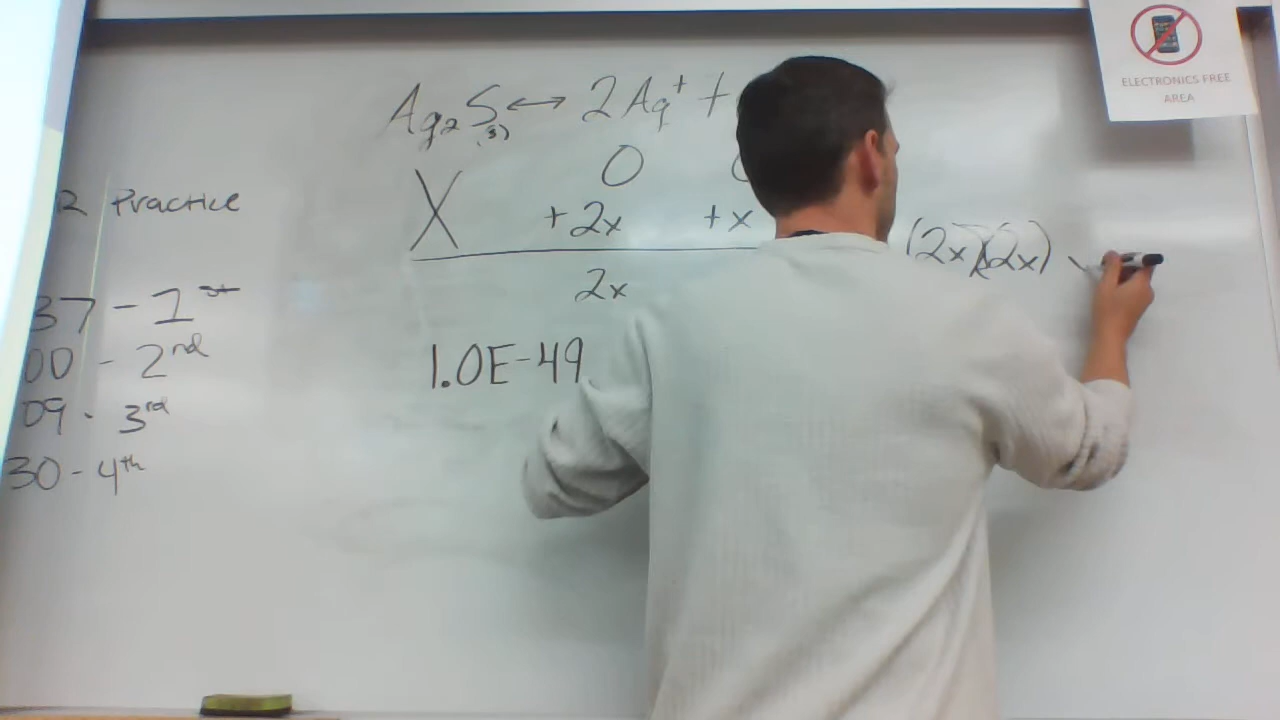 ELECTRONICS FREE
AREA
Ag₂S(s) ↔ 2Ag⁺ +
0
X +2x +x
2x
1.0E-49
(2x)(2x)
2 Practice
37 - 1st
00 - 2nd
09 - 3rd
30 - 4th